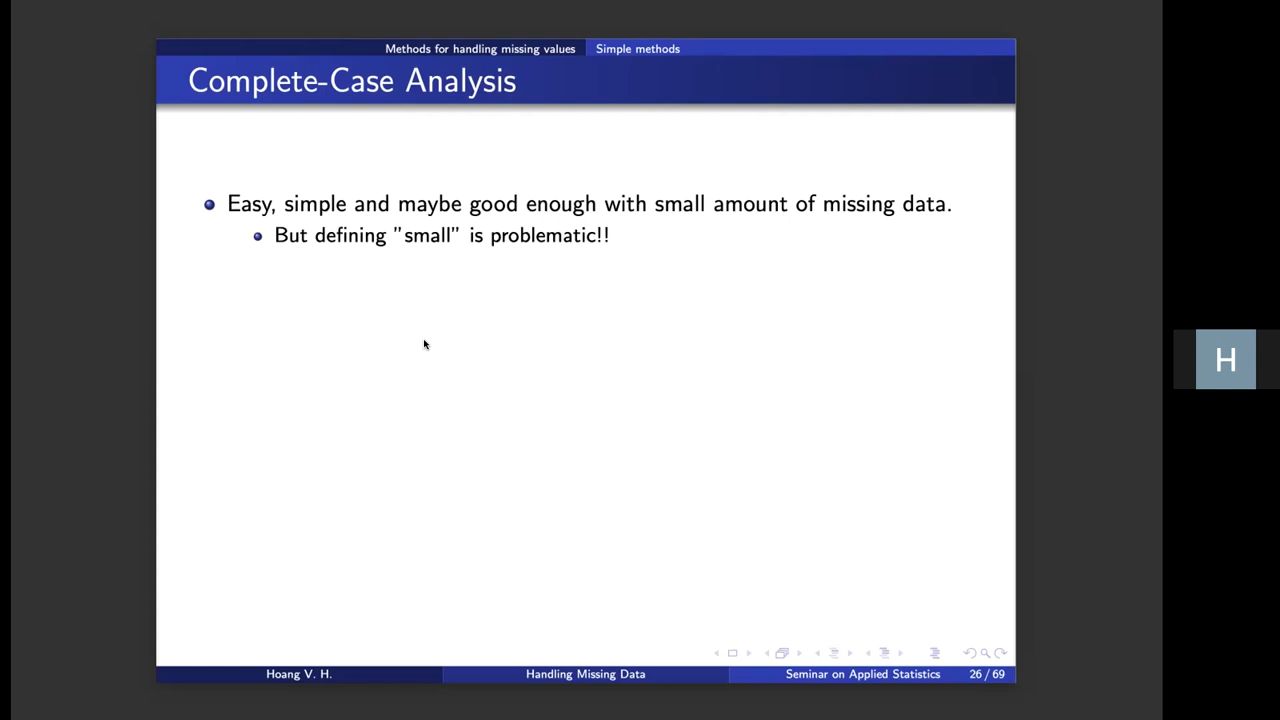 Methods for handling missing values Simple methods
Complete-Case Analysis
Easy, simple and maybe good enough with small amount of missing data.
But defining ”small” is problematic!!
H
Hoang V. H. Handling Missing Data Seminar on Applied Statistics 26 / 69